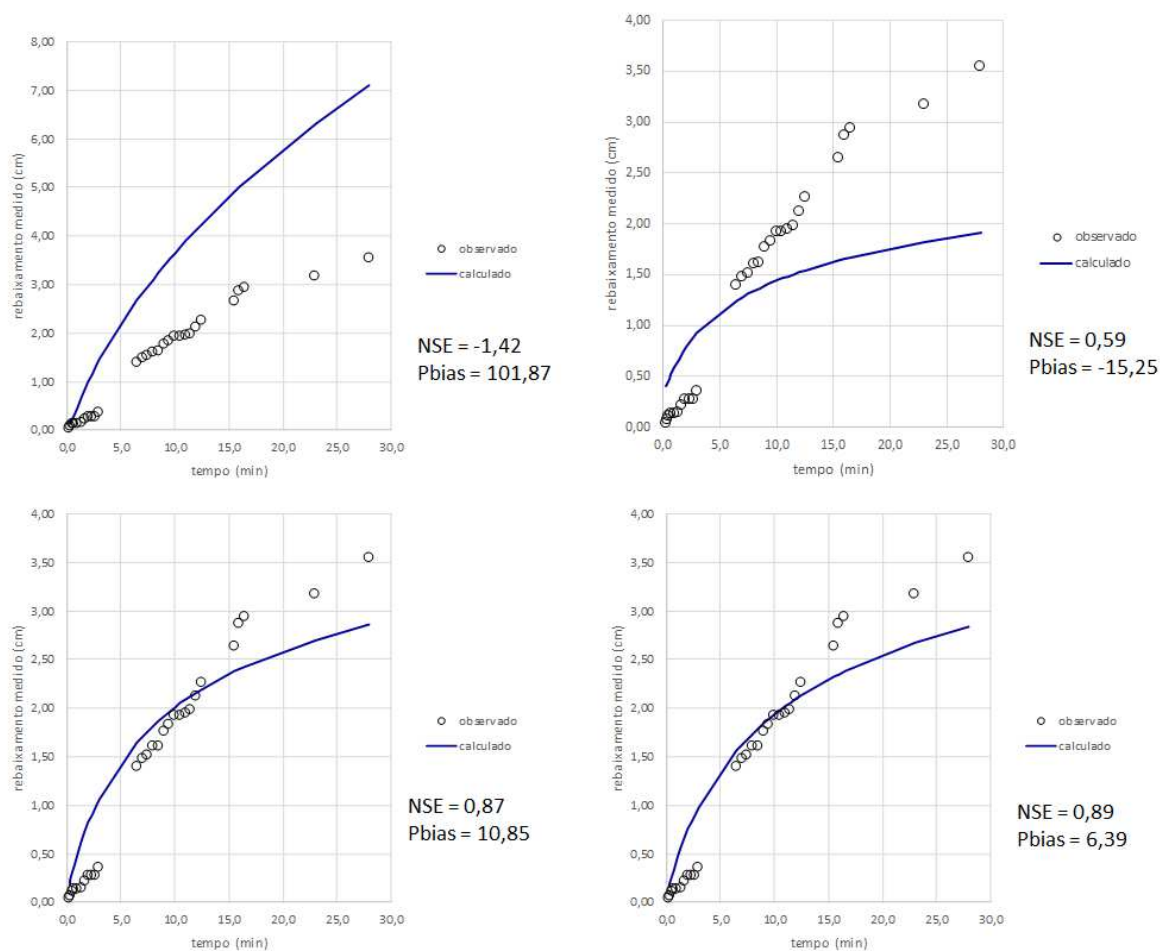 8,00
7,00
6,00
5,00
4,00
3,00
2,00
1,00
0,00
rebaixamento medido (cm)
0,0 5,0 10,0 15,0 20,0 25,0 30,0
tempo (min)
observado
calculado
NSE = -1,42
Pbias = 101,87
4,00
3,50
3,00
2,50
2,00
1,50
1,00
0,50
0,00
rebaixamento medido (cm)
0,0 5,0 10,0 15,0 20,0 25,0 30,0
tempo (min)
observado
calculado
NSE = 0,59
Pbias = -15,25
4,00
3,50
3,00
2,50
2,00
1,50
1,00
0,50
0,00
rebaixamento medido (cm)
0,0 5,0 10,0 15,0 20,0 25,0 30,0
tempo (min)
observado
calculado
NSE = 0,87
Pbias = 10,85
4,00
3,50
3,00
2,50
2,00
1,50
1,00
0,50
0,00
rebaixamento medido (cm)
0,0 5,0 10,0 15,0 20,0 25,0 30,0
tempo (min)
observado
calculado
NSE = 0,89
Pbias = 6,39